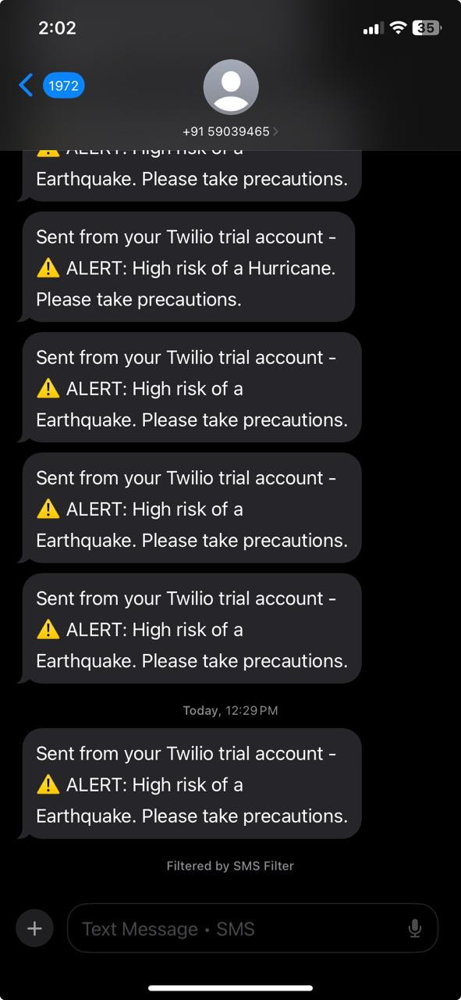 2:02
35
1972
+91 59039465
⚠️ ALERT: High risk of a
Earthquake. Please take precautions.
Sent from your Twilio trial account -
⚠️ ALERT: High risk of a Hurricane.
Please take precautions.
Sent from your Twilio trial account -
⚠️ ALERT: High risk of a
Earthquake. Please take precautions.
Sent from your Twilio trial account -
⚠️ ALERT: High risk of a
Earthquake. Please take precautions.
Sent from your Twilio trial account -
⚠️ ALERT: High risk of a
Earthquake. Please take precautions.
Today, 12:29 PM
Sent from your Twilio trial account -
⚠️ ALERT: High risk of a
Earthquake. Please take precautions.
Filtered by SMS Filter
Text Message • SMS